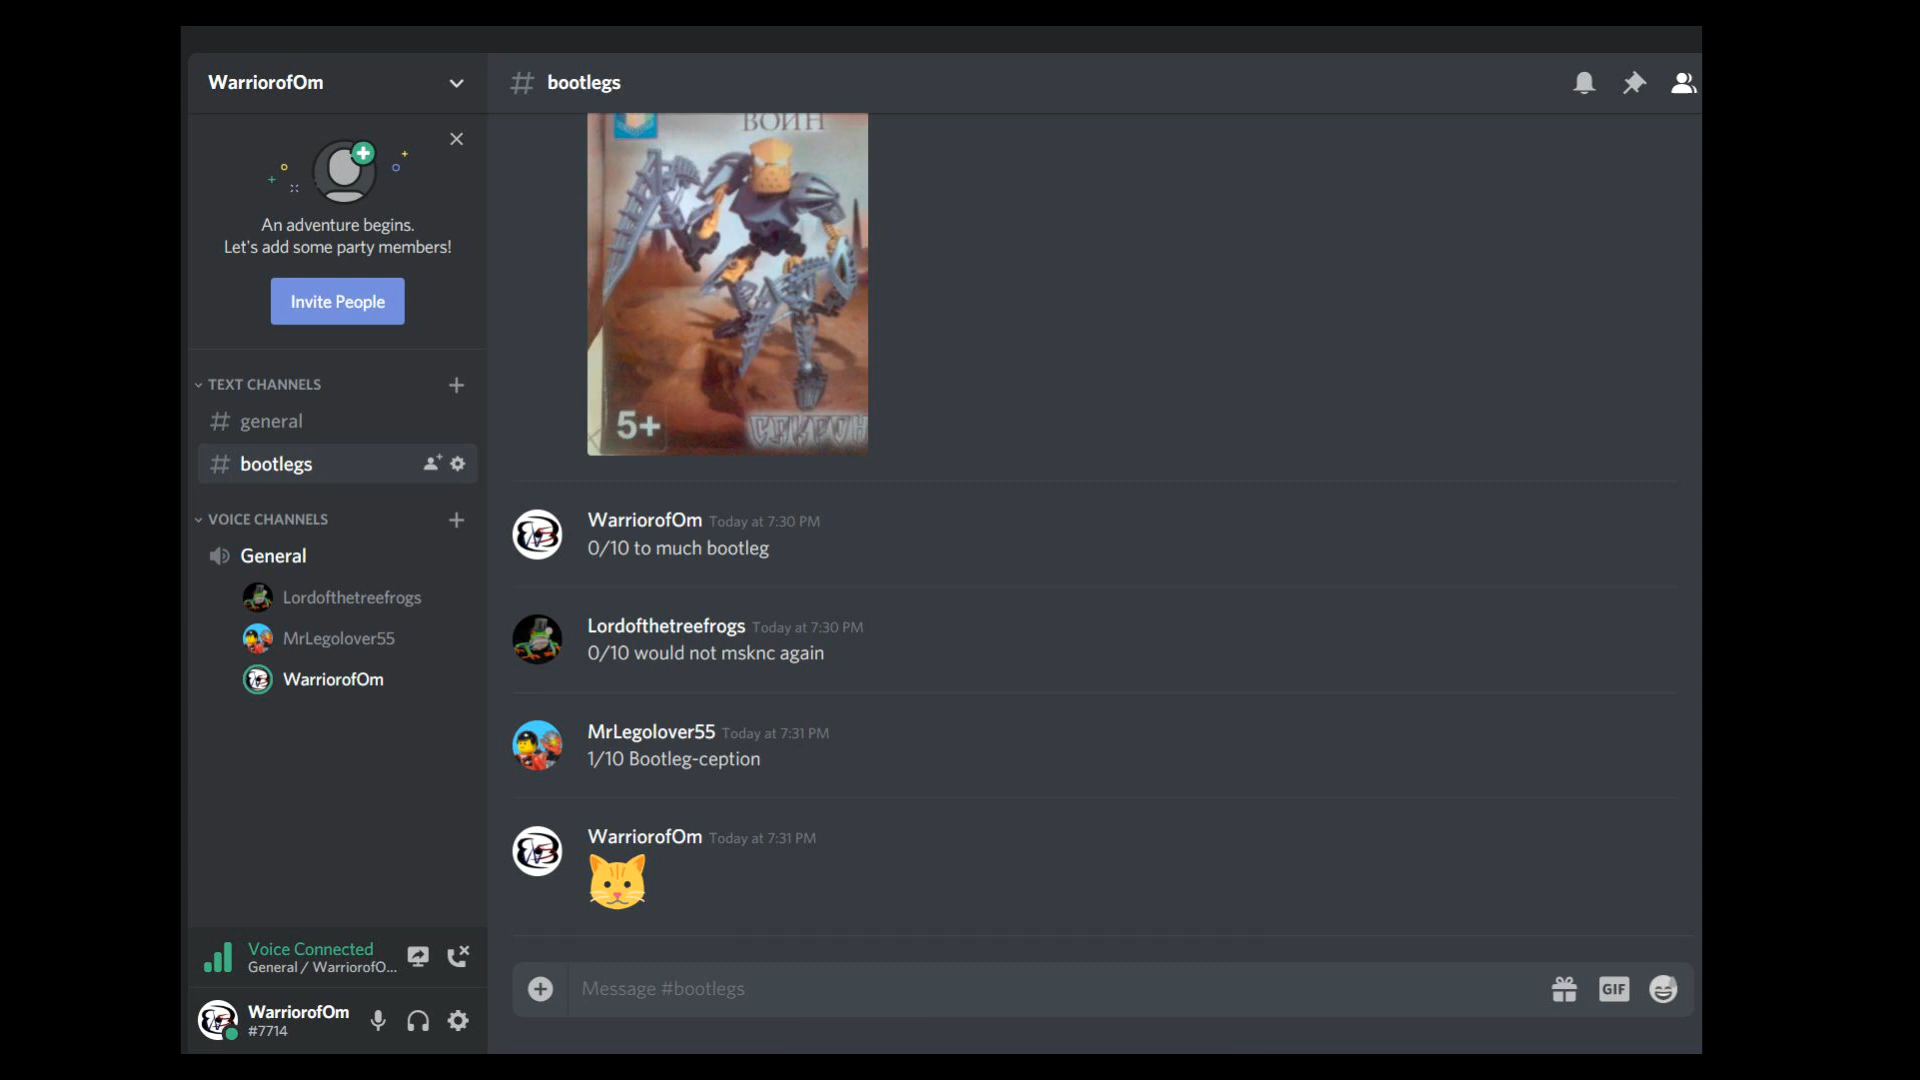 WarriorofOm
An adventure begins.
Let's add some party members!
Invite People
TEXT CHANNELS
general
bootlegs
VOICE CHANNELS
General
Lordofthetreefrogs
MrLegolover55
WarriorofOm
Voice Connected
General / WarriorofO...
WarriorofOm
#7714
bootlegs
ВОИН
5+
СЕКРОН
WarriorofOm Today at 7:30 PM
0/10 to much bootleg
Lordofthetreefrogs Today at 7:30 PM
0/10 would not msknc again
MrLegolover55 Today at 7:31 PM
1/10 Bootleg-ception
WarriorofOm Today at 7:31 PM
Message #bootlegs
GIF